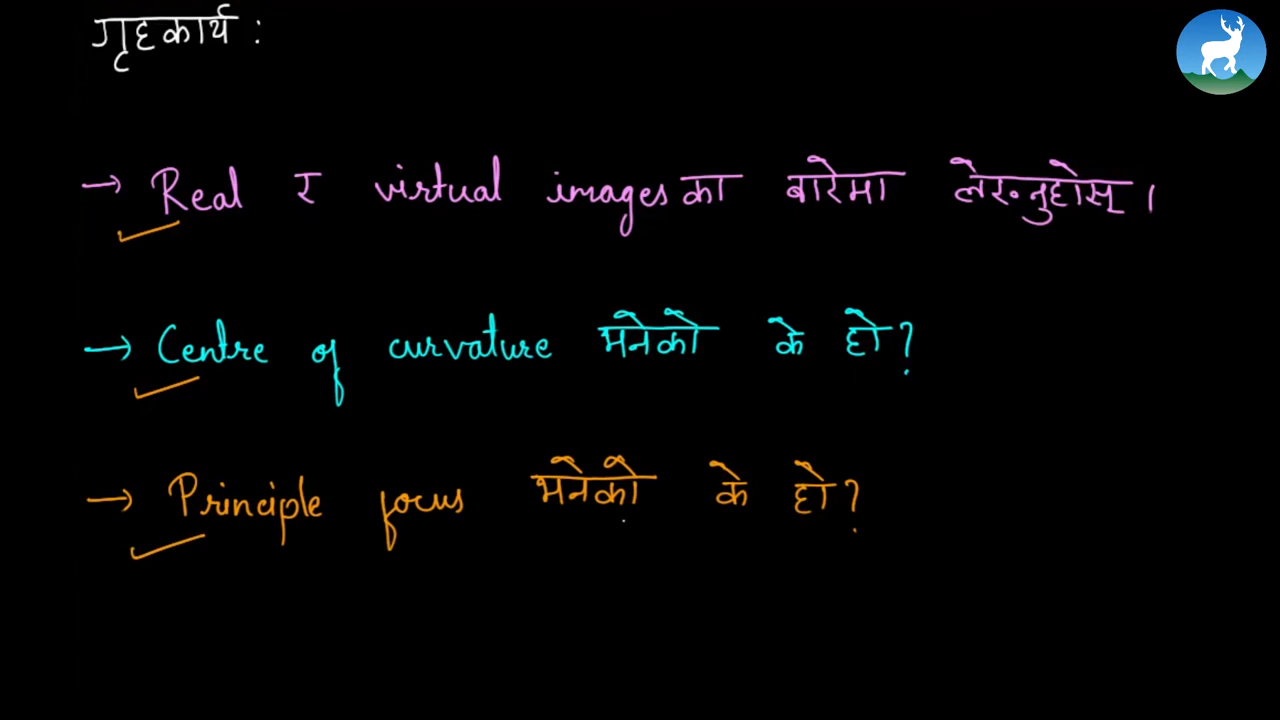 गृहकार्य :
→ Real र virtual images का बारेमा लेख्नुहोस् ।
→ Centre of curvature भनेको के हो?
→ Principle focus भनेको के हो?